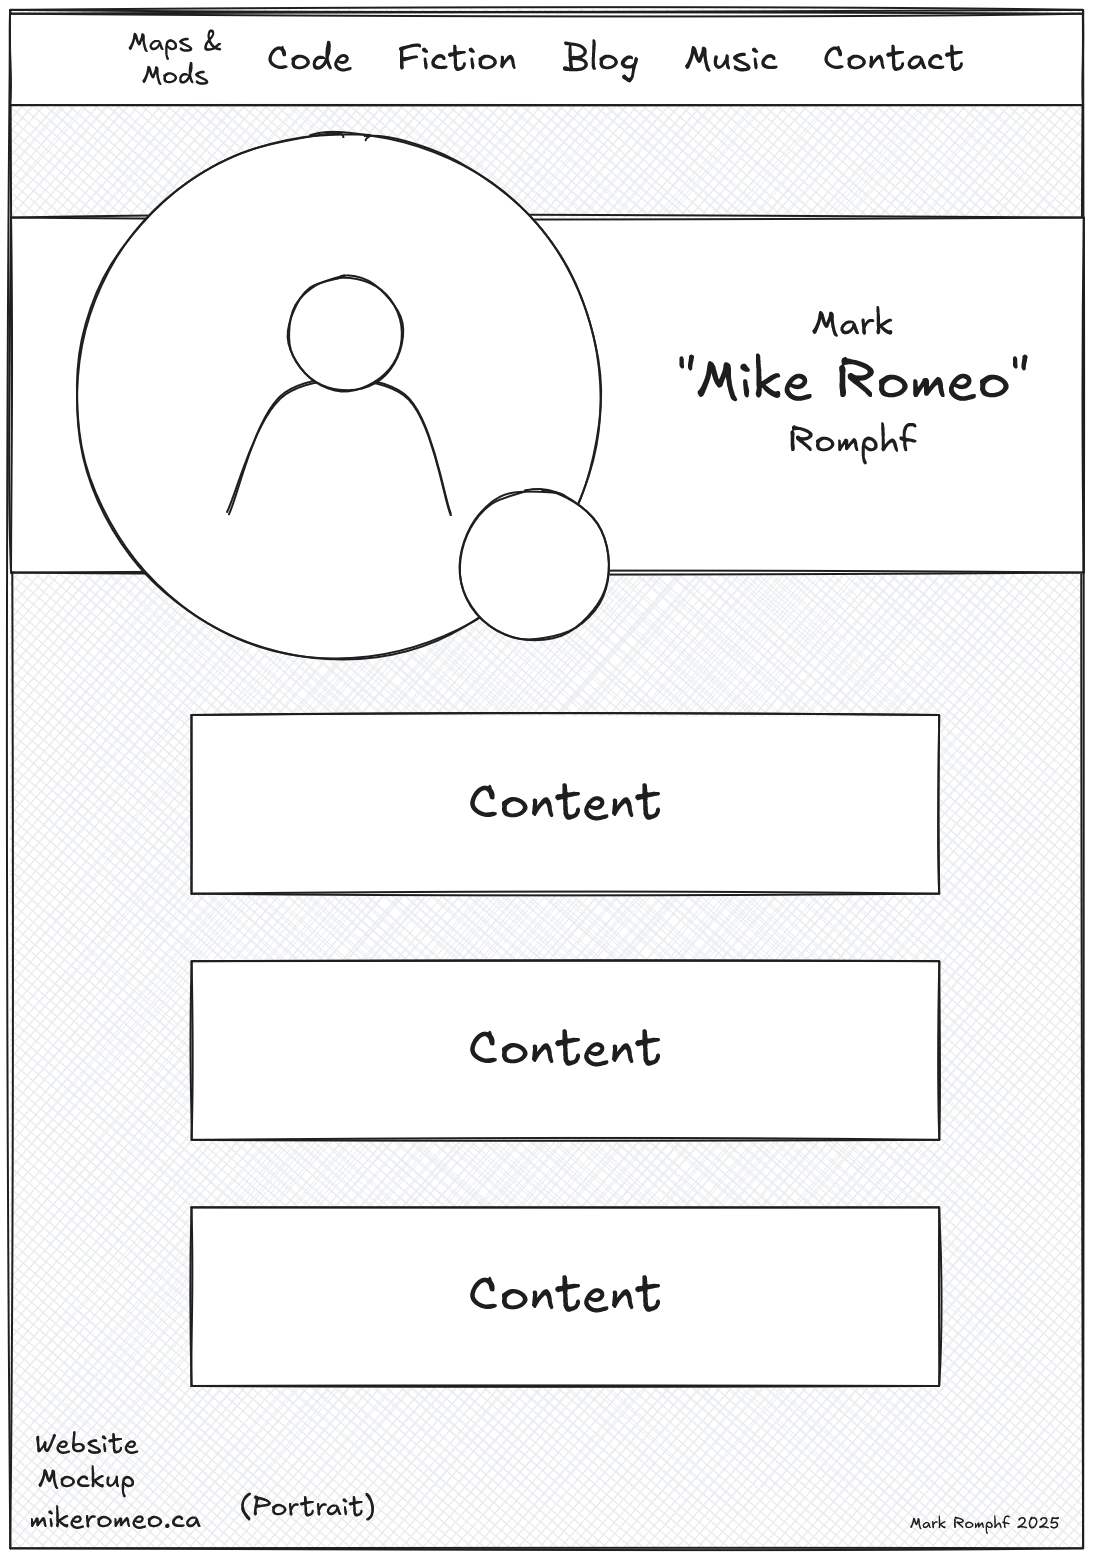 Maps &
Mods
Code
Fiction
Blog
Music
Contact
Mark
"Mike Romeo"
Romphf
Content
Content
Content
Website
Mockup
mikeromeo.ca
(Portrait)
Mark Romphf 2025